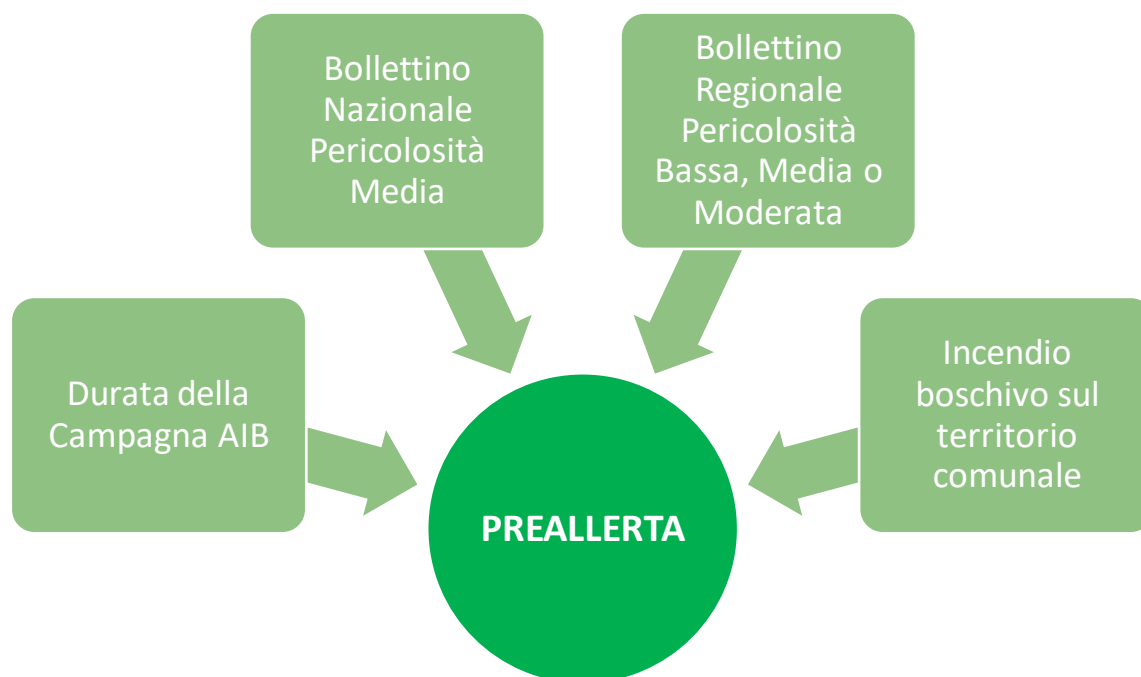 Bollettino
Nazionale
Pericolosità
Media
Bollettino
Regionale
Pericolosità
Bassa, Media o
Moderata
Durata della
Campagna AIB
Incendio
boschivo sul
territorio
comunale
PREALLERTA